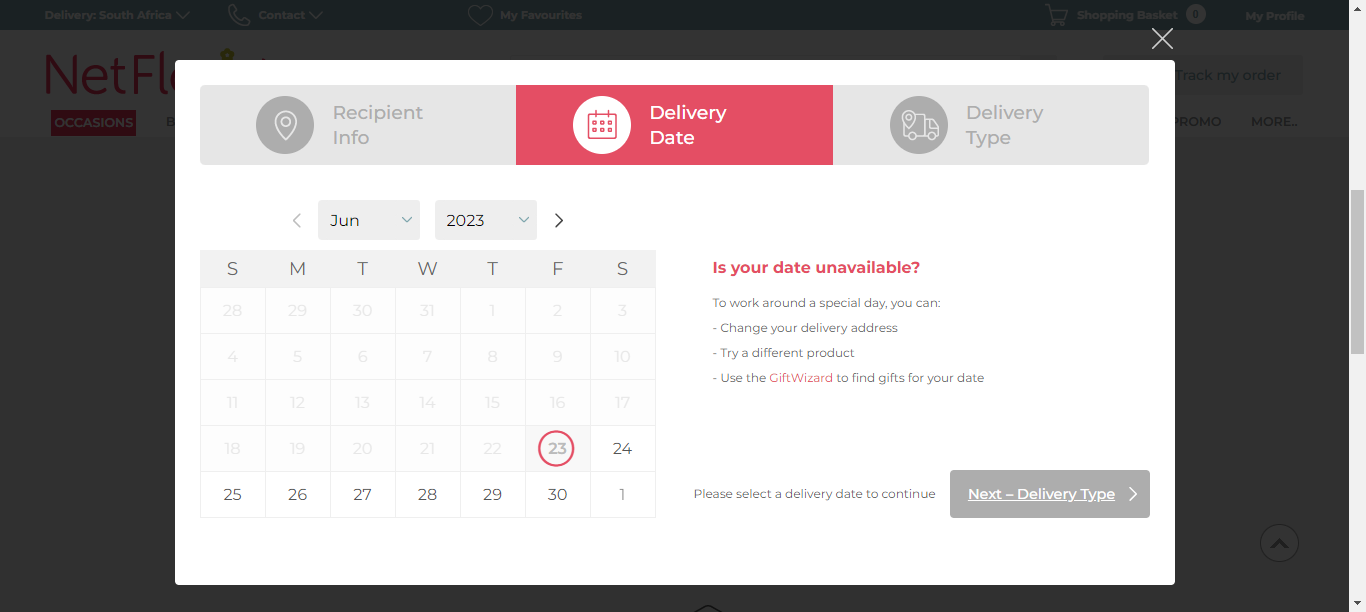 Delivery: South Africa
Contact
My Favourites
Shopping Basket 0
My Profile
Track my order
OCCASIONS
PROMO
MORE..
Recipient
Info
Delivery
Date
Delivery
Type
Jun
2023
S M T W T F S
28 29 30 31 1 2 3
4 5 6 7 8 9 10
11 12 13 14 15 16 17
18 19 20 21 22 23 24
25 26 27 28 29 30 1
Is your date unavailable?
To work around a special day, you can:
- Change your delivery address
- Try a different product
- Use the GiftWizard to find gifts for your date
Please select a delivery date to continue
Next – Delivery Type